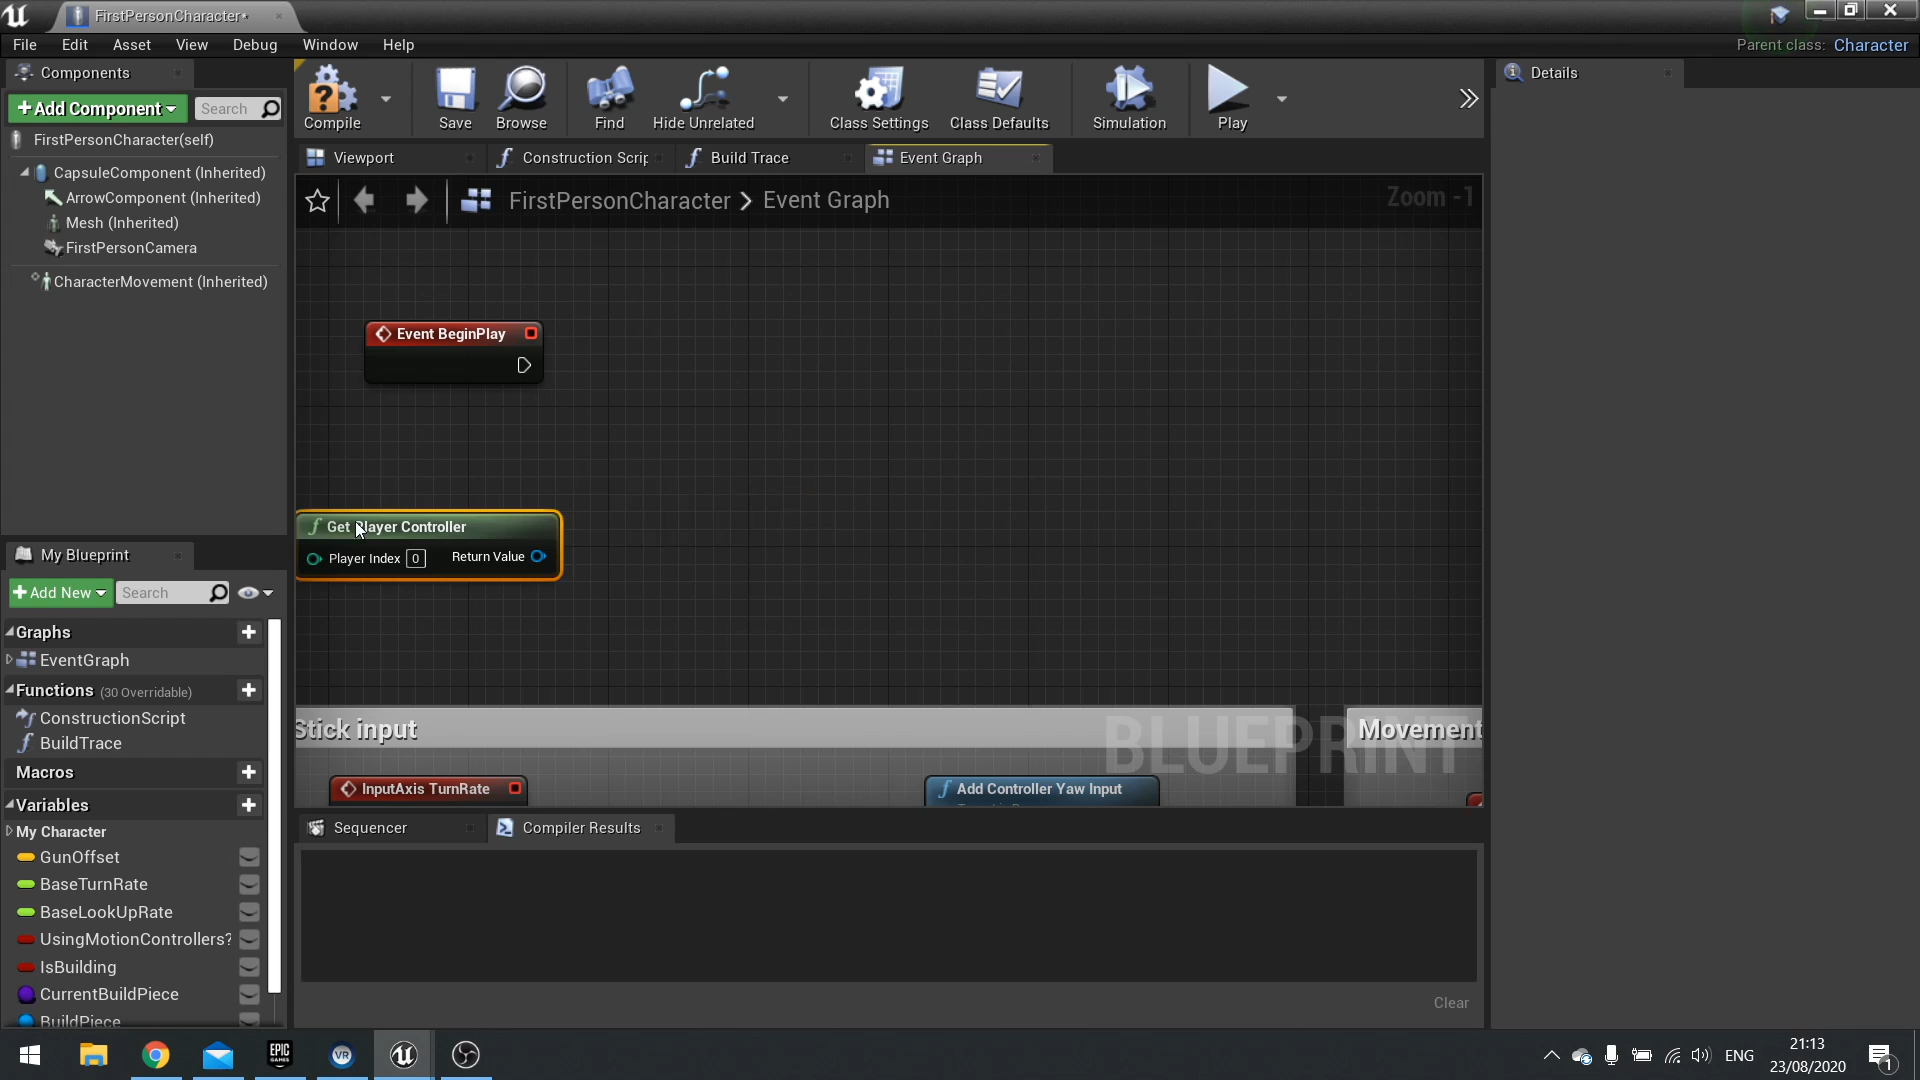 FirstPersonCharacter*
File Edit Asset View Debug Window Help
Parent class: Character
Components
+Add Component
Search
FirstPersonCharacter(self)
CapsuleComponent (Inherited)
ArrowComponent (Inherited)
Mesh (Inherited)
FirstPersonCamera
CharacterMovement (Inherited)
Compile
Save
Browse
Find
Hide Unrelated
Class Settings
Class Defaults
Simulation
Play
Details
Viewport
Construction Scrip
Build Trace
Event Graph
FirstPersonCharacter > Event Graph
Zoom -1
Event BeginPlay
Get Player Controller
Player Index 0 Return Value
Stick input
BLUEPRINT
Movement
InputAxis TurnRate
Add Controller Yaw Input
My Blueprint
+Add New
Search
Graphs
EventGraph
Functions (30 Overridable)
ConstructionScript
BuildTrace
Macros
Variables
My Character
GunOffset
BaseTurnRate
BaseLookUpRate
UsingMotionControllers?
IsBuilding
CurrentBuildPiece
BuildPiece
Sequencer
Compiler Results
Clear
EPIC GAMES
VR
ENG
21:13
23/08/2020
1